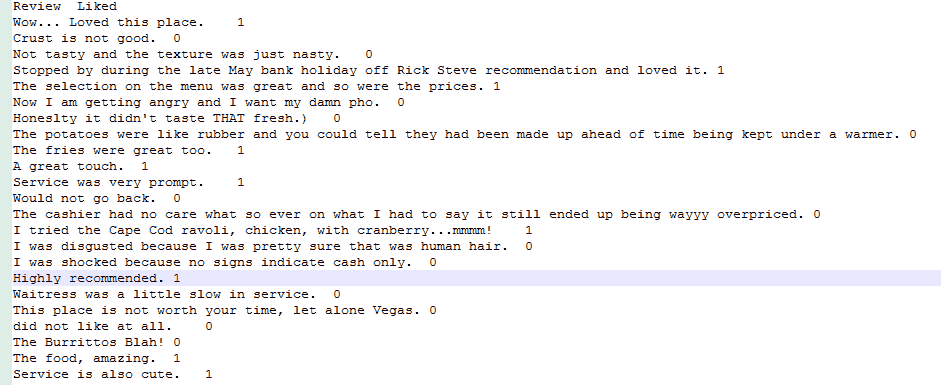 Review	Liked
Wow... Loved this place.	1
Crust is not good.	0
Not tasty and the texture was just nasty.	0
Stopped by during the late May bank holiday off Rick Steve recommendation and loved it.	1
The selection on the menu was great and so were the prices.	1
Now I am getting angry and I want my damn pho.	0
Honeslty it didn't taste THAT fresh.)	0
The potatoes were like rubber and you could tell they had been made up ahead of time being kept under a warmer.	0
The fries were great too.	1
A great touch.	1
Service was very prompt.	1
Would not go back.	0
The cashier had no care what so ever on what I had to say it still ended up being wayyy overpriced.	0
I tried the Cape Cod ravoli, chicken, with cranberry...mmmm!	1
I was disgusted because I was pretty sure that was human hair.	0
I was shocked because no signs indicate cash only.	0
Highly recommended.	1
Waitress was a little slow in service.	0
This place is not worth your time, let alone Vegas.	0
did not like at all.	0
The Burrittos Blah!	0
The food, amazing.	1
Service is also cute.	1